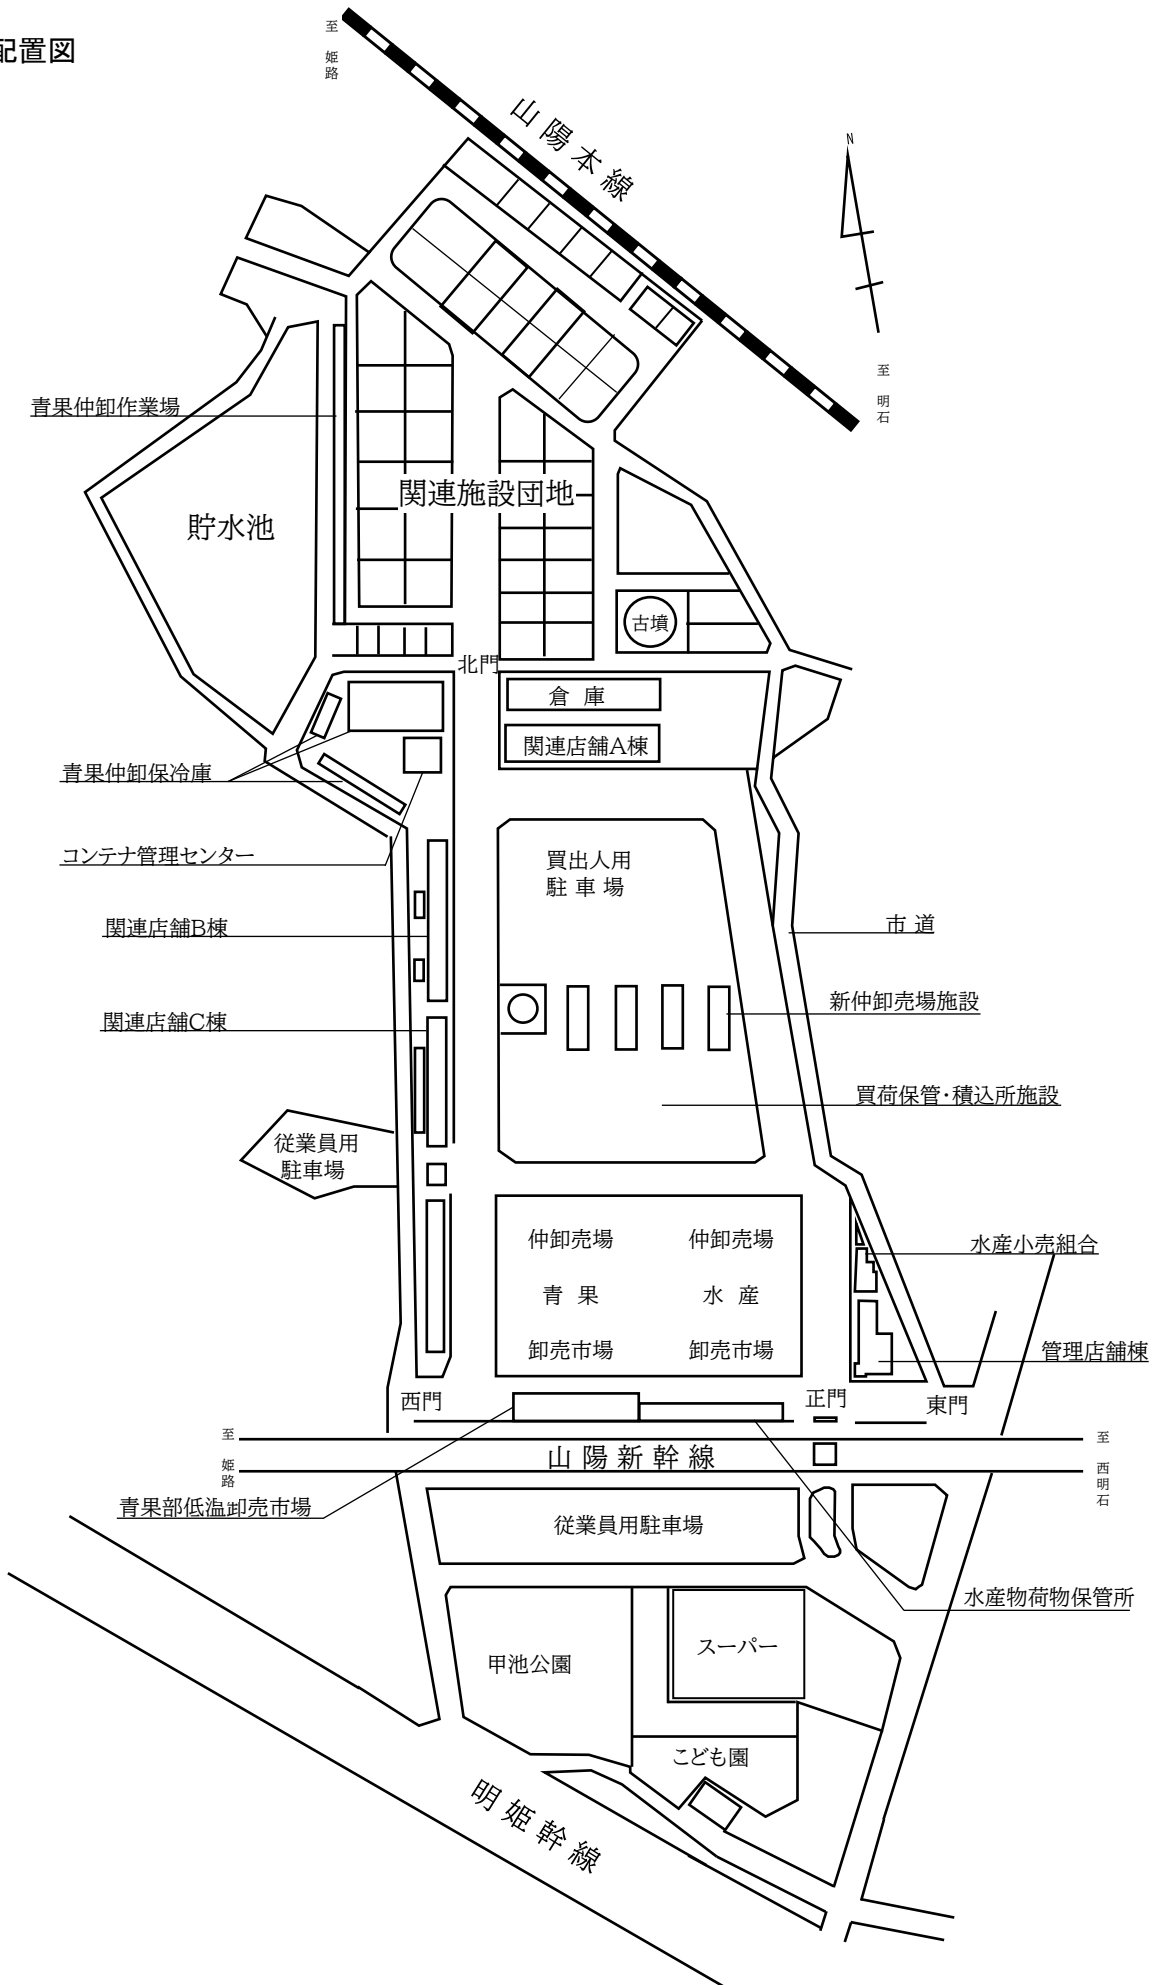 配置図
至 姫路
山陽本線
N
至 明石
青果仲卸作業場
関連施設団地
貯水池
古墳
北門
倉 庫
関連店舗A棟
青果仲卸保冷庫
コンテナ管理センター
買出人用
駐 車 場
関連店舗B棟
市 道
新仲卸売場施設
関連店舗C棟
買荷保管・積込所施設
従業員用
駐車場
仲卸売場
仲卸売場
水産小売組合
青 果
水 産
卸売市場
卸売市場
管理店舗棟
西門
正門
東門
至 姫路
山陽新幹線
至 西明石
青果部低温卸売市場
従業員用駐車場
水産物荷物保管所
スーパー
甲池公園
こども園
明姫幹線